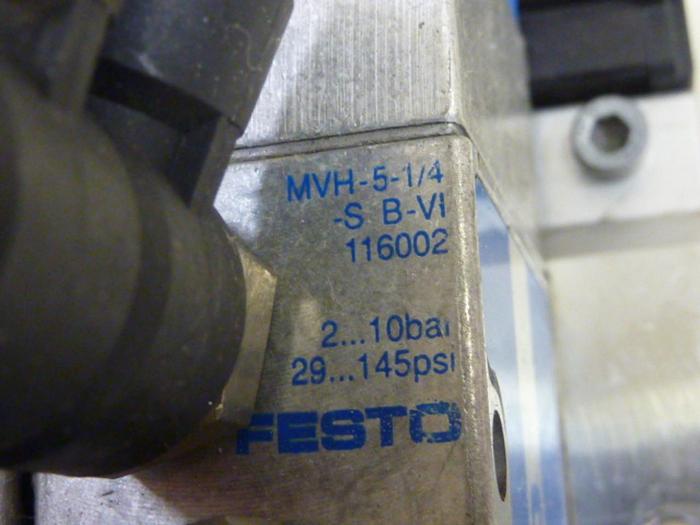 MVH-5-1/4
-S B-VI
116002
2...10bar
29...145psi
FESTO